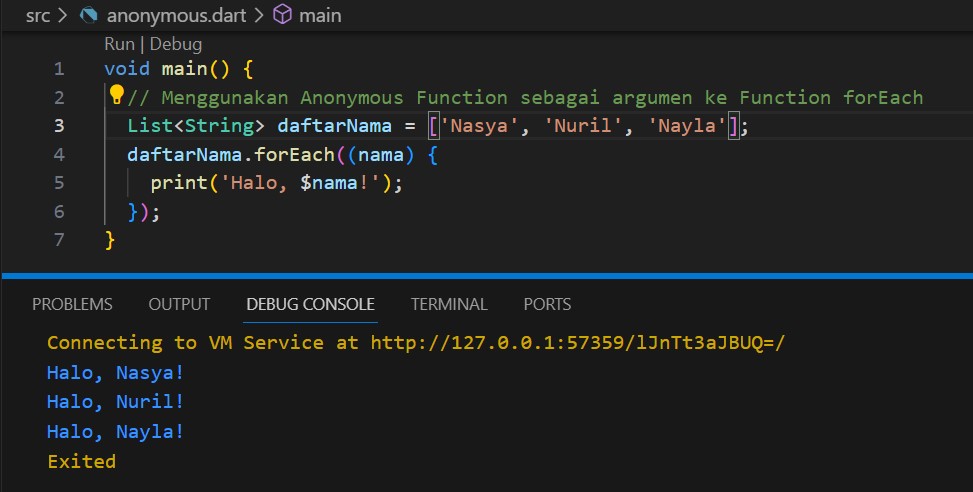 src > anonymous.dart > main
Run | Debug
1 void main() {
2 // Menggunakan Anonymous Function sebagai argumen ke Function forEach
3 List<String> daftarNama = ['Nasya', 'Nuril', 'Nayla'];
4 daftarNama.forEach((nama) {
5 print('Halo, $nama!');
6 });
7 }
PROBLEMS OUTPUT DEBUG CONSOLE TERMINAL PORTS
Connecting to VM Service at http://127.0.0.1:57359/lJnTt3aJBUQ=/
Halo, Nasya!
Halo, Nuril!
Halo, Nayla!
Exited